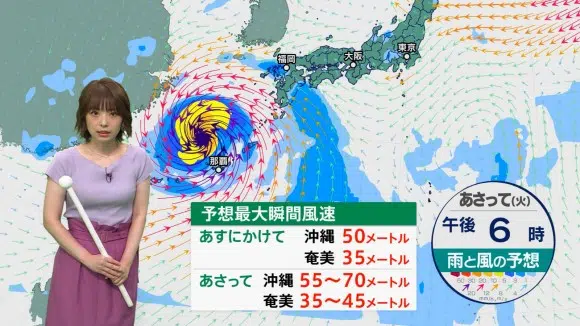 福岡
大阪
東京
那覇
予想最大瞬間風速
あすにかけて 沖縄 50メートル
奄美 35メートル
あさって 沖縄 55～70メートル
奄美 35～45メートル
あさって(火)
午後 6 時
雨と風の予想